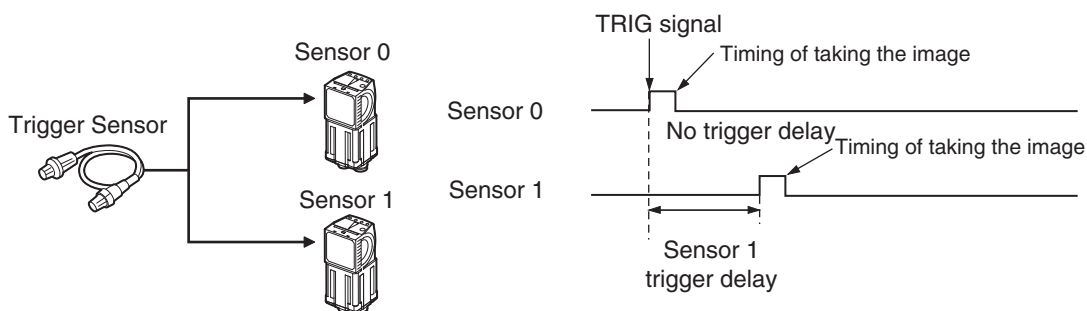 Trigger Sensor
Sensor 0
Sensor 1
TRIG signal
Timing of taking the image
Sensor 0
No trigger delay
Timing of taking the image
Sensor 1
Sensor 1
trigger delay